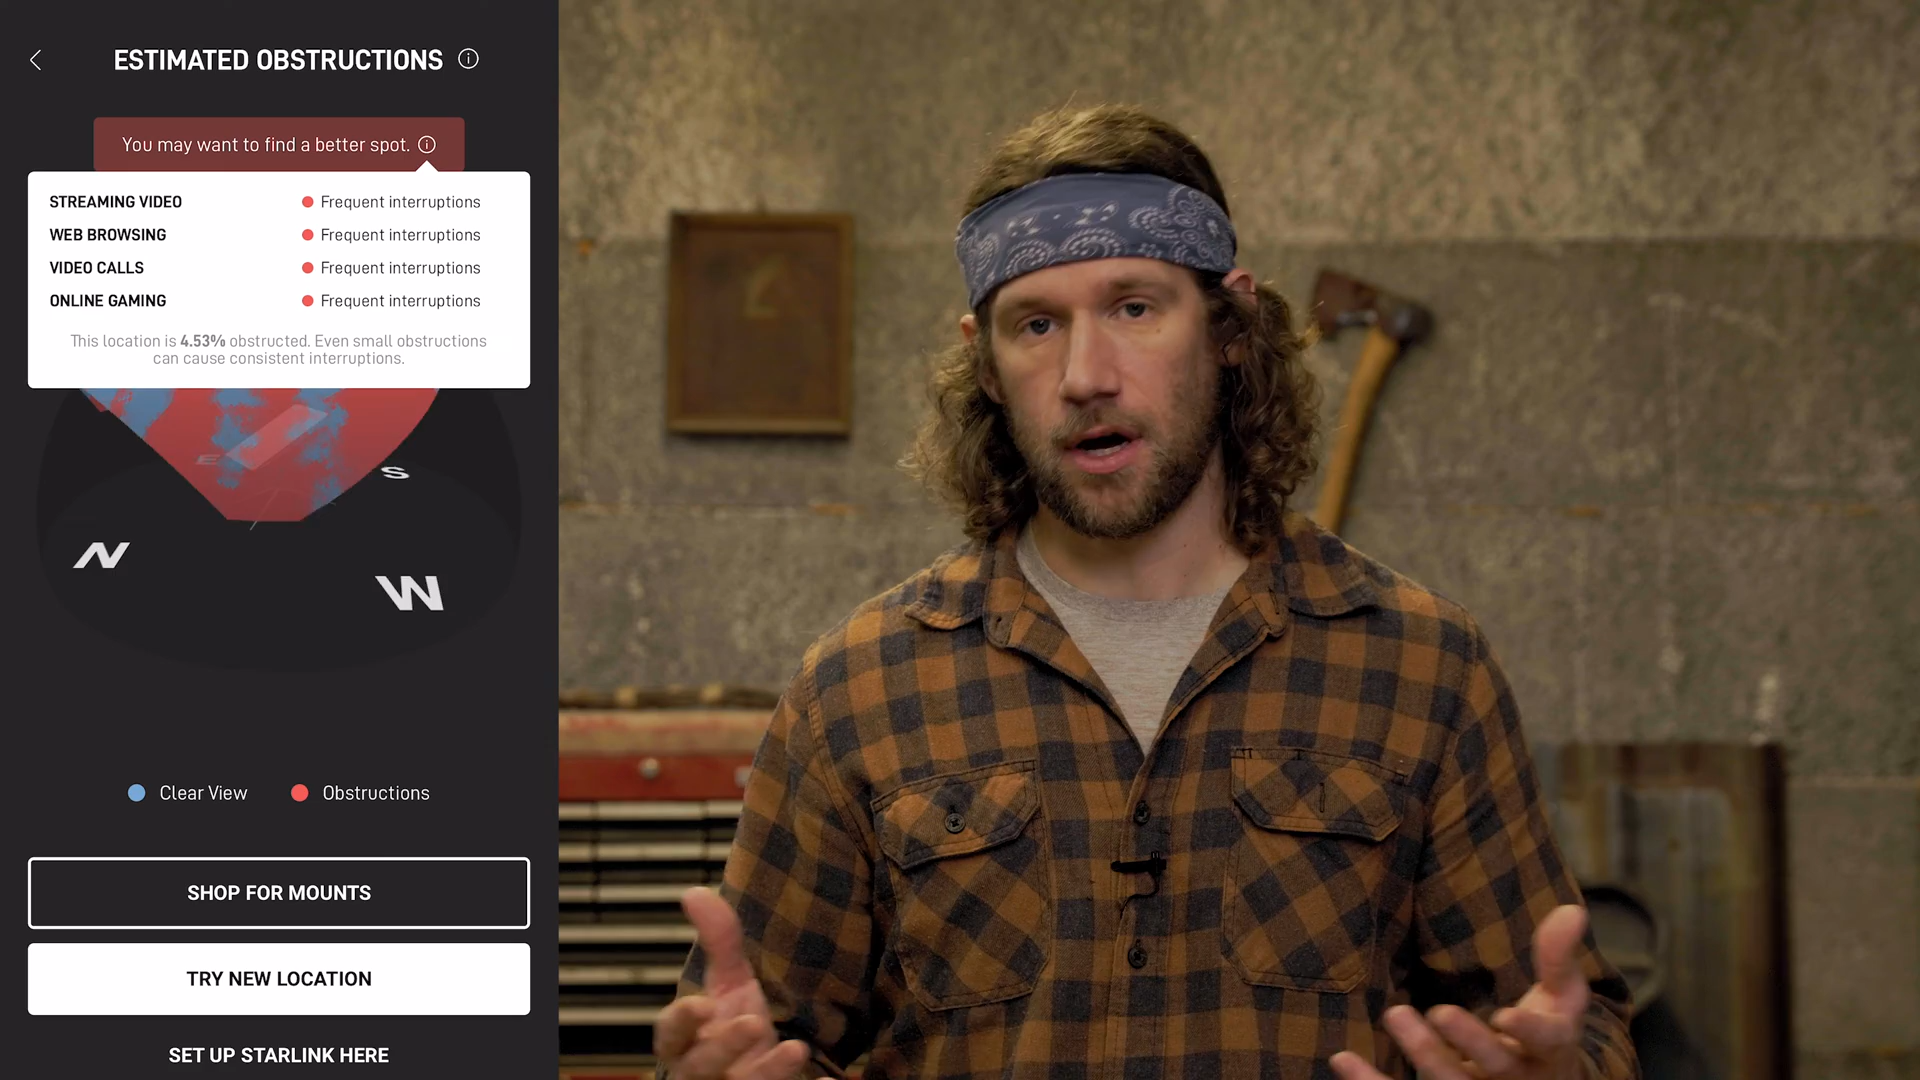 ESTIMATED OBSTRUCTIONS
You may want to find a better spot.
STREAMING VIDEO Frequent interruptions
WEB BROWSING Frequent interruptions
VIDEO CALLS Frequent interruptions
ONLINE GAMING Frequent interruptions
This location is 4.53% obstructed. Even small obstructions
can cause consistent interruptions.
E
S
N
W
Clear View Obstructions
SHOP FOR MOUNTS
TRY NEW LOCATION
SET UP STARLINK HERE